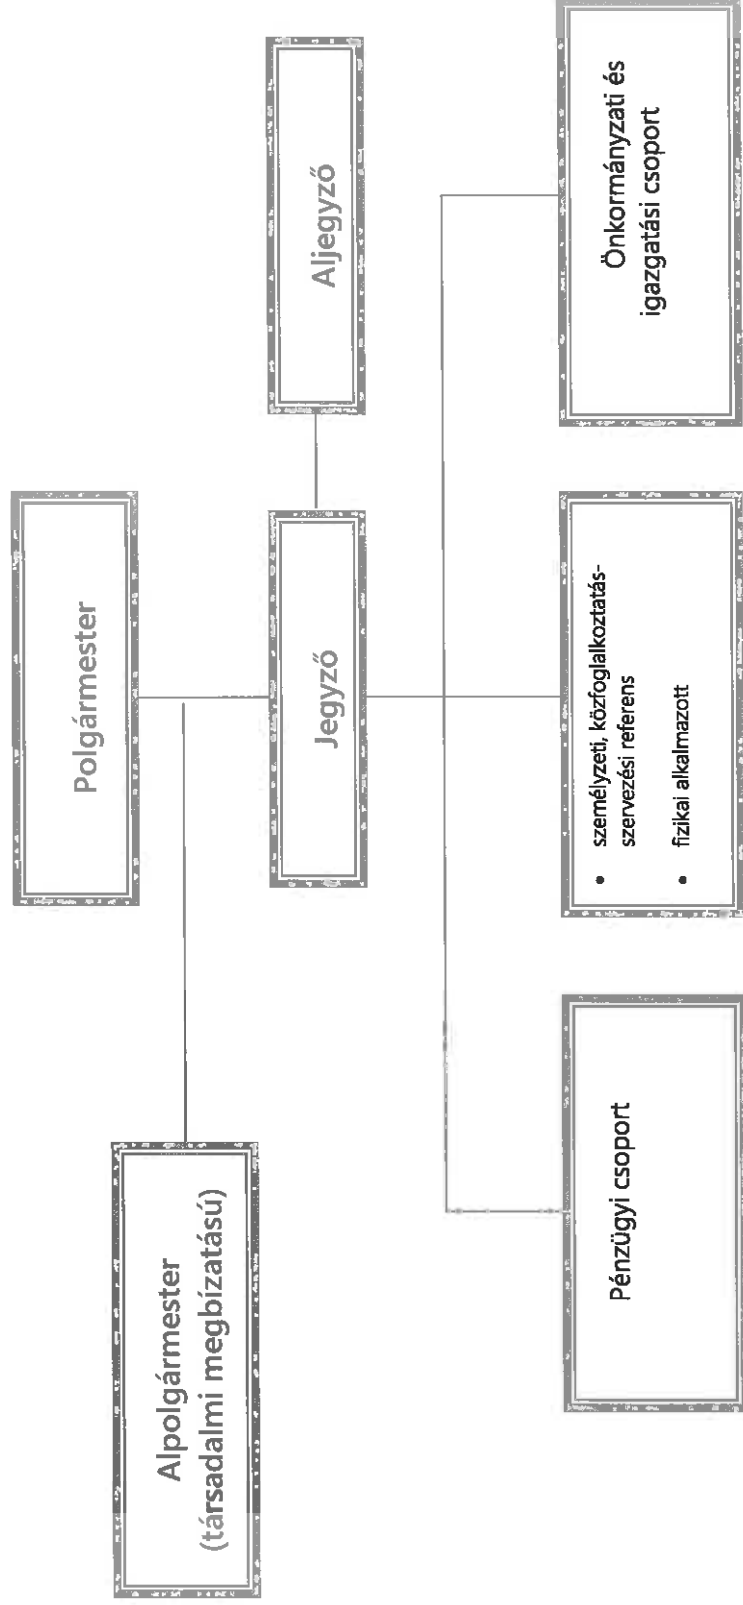 Polgármester
Alpolgármester
(társadalmi megbízatású)
Jegyző
Aljegyző
Pénzügyi csoport
• személyzeti, közfoglalkoztatás-
szervezési referens
• fizikai alkalmazott
Önkormányzati és
igazgatási csoport